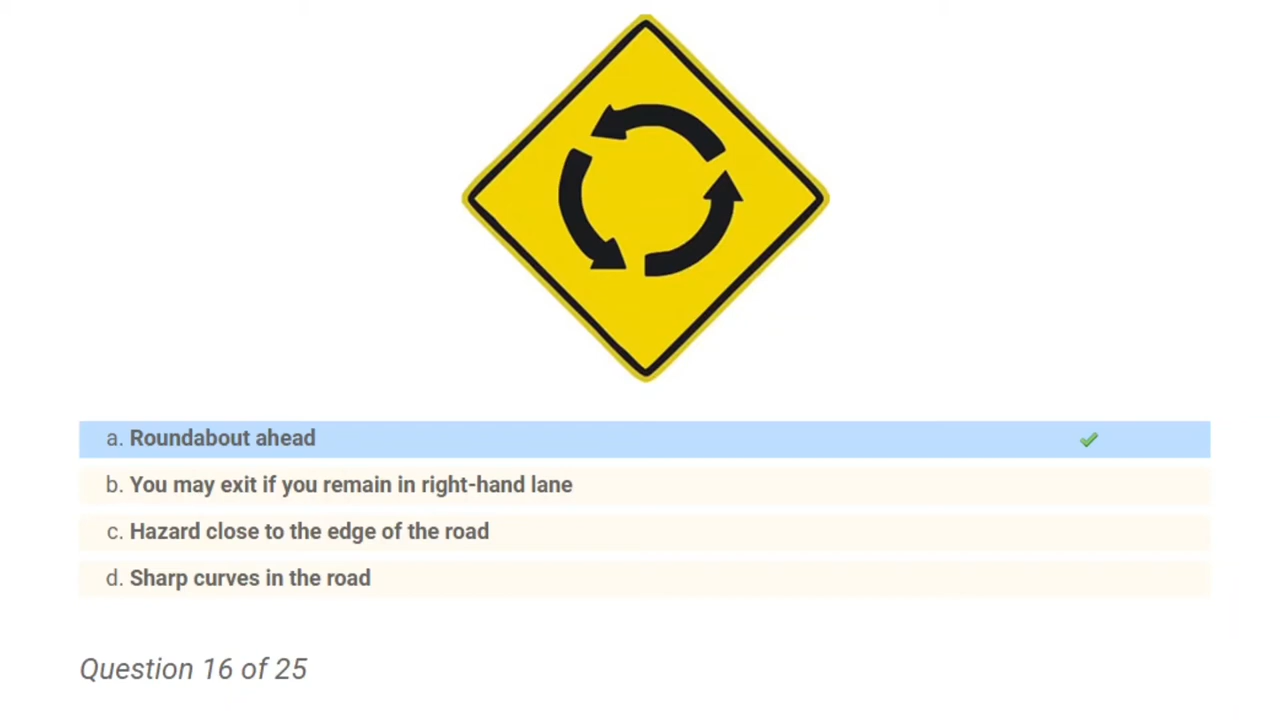 a. Roundabout ahead
b. You may exit if you remain in right-hand lane
c. Hazard close to the edge of the road
d. Sharp curves in the road
Question 16 of 25